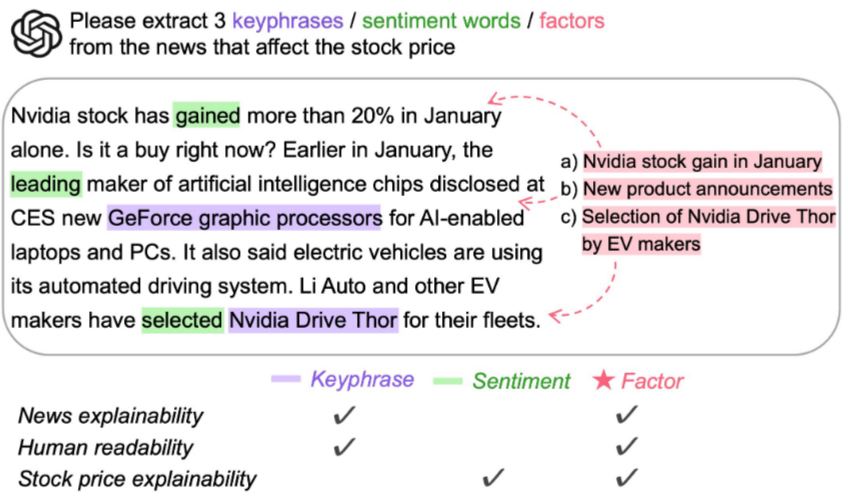 Please extract 3 keyphrases / sentiment words / factors
from the news that affect the stock price
Nvidia stock has gained more than 20% in January
alone. Is it a buy right now? Earlier in January, the
leading maker of artificial intelligence chips disclosed at
CES new GeForce graphic processors for AI-enabled
laptops and PCs. It also said electric vehicles are using
its automated driving system. Li Auto and other EV
makers have selected Nvidia Drive Thor for their fleets.
a) Nvidia stock gain in January
b) New product announcements
c) Selection of Nvidia Drive Thor
by EV makers
Keyphrase Sentiment Factor
News explainability
Human readability
Stock price explainability